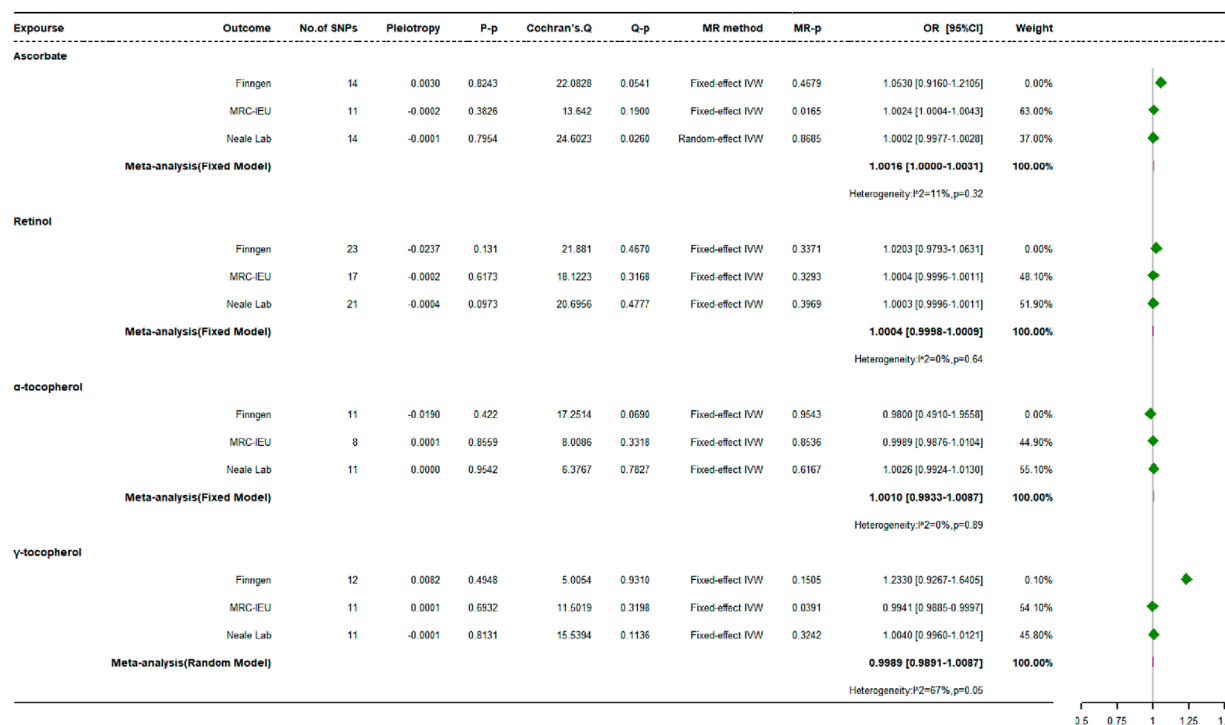 Expourse Outcome No.of SNPs Pleiotropy P-p Cochran's.Q Q-p MR method MR-p OR [95%CI] Weight
Ascorbate
Finngen 14 0.0030 0.8243 22.0828 0.0541 Fixed-effect IVW 0.4679 1.0530 [0.9160-1.2105] 0.00%
MRC-IEU 11 -0.0002 0.3826 13.642 0.1900 Fixed-effect IVW 0.0165 1.0024 [1.0004-1.0043] 63.00%
Neale Lab 14 -0.0001 0.7954 24.6023 0.0260 Random-effect IVW 0.8685 1.0002 [0.9977-1.0028] 37.00%
Meta-analysis(Fixed Model) 1.0016 [1.0000-1.0031] 100.00%
Heterogeneity:I^2=11%,p=0.32
Retinol
Finngen 23 -0.0237 0.131 21.881 0.4670 Fixed-effect IVW 0.3371 1.0203 [0.9793-1.0631] 0.00%
MRC-IEU 17 -0.0002 0.6173 18.1223 0.3168 Fixed-effect IVW 0.3293 1.0004 [0.9996-1.0011] 48.10%
Neale Lab 21 -0.0004 0.0973 20.6956 0.4777 Fixed-effect IVW 0.3969 1.0003 [0.9996-1.0011] 51.90%
Meta-analysis(Fixed Model) 1.0004 [0.9998-1.0009] 100.00%
Heterogeneity:I^2=0%,p=0.64
α-tocopherol
Finngen 11 -0.0190 0.422 17.2514 0.0690 Fixed-effect IVW 0.9543 0.9800 [0.4910-1.9558] 0.00%
MRC-IEU 8 0.0001 0.8559 8.0086 0.3318 Fixed-effect IVW 0.8536 0.9989 [0.9876-1.0104] 44.90%
Neale Lab 11 0.0000 0.9542 6.3767 0.7827 Fixed-effect IVW 0.6167 1.0026 [0.9924-1.0130] 55.10%
Meta-analysis(Fixed Model) 1.0010 [0.9933-1.0087] 100.00%
Heterogeneity:I^2=0%,p=0.89
γ-tocopherol
Finngen 12 0.0082 0.4948 5.0054 0.9310 Fixed-effect IVW 0.1505 1.2330 [0.9267-1.6405] 0.10%
MRC-IEU 11 0.0001 0.6932 11.5019 0.3198 Fixed-effect IVW 0.0391 0.9941 [0.9885-0.9997] 54.10%
Neale Lab 11 -0.0001 0.8131 15.5394 0.1136 Fixed-effect IVW 0.3242 1.0040 [0.9960-1.0121] 45.80%
Meta-analysis(Random Model) 0.9989 [0.9891-1.0087] 100.00%
Heterogeneity:I^2=67%,p=0.05
0.5 0.75 1 1.25